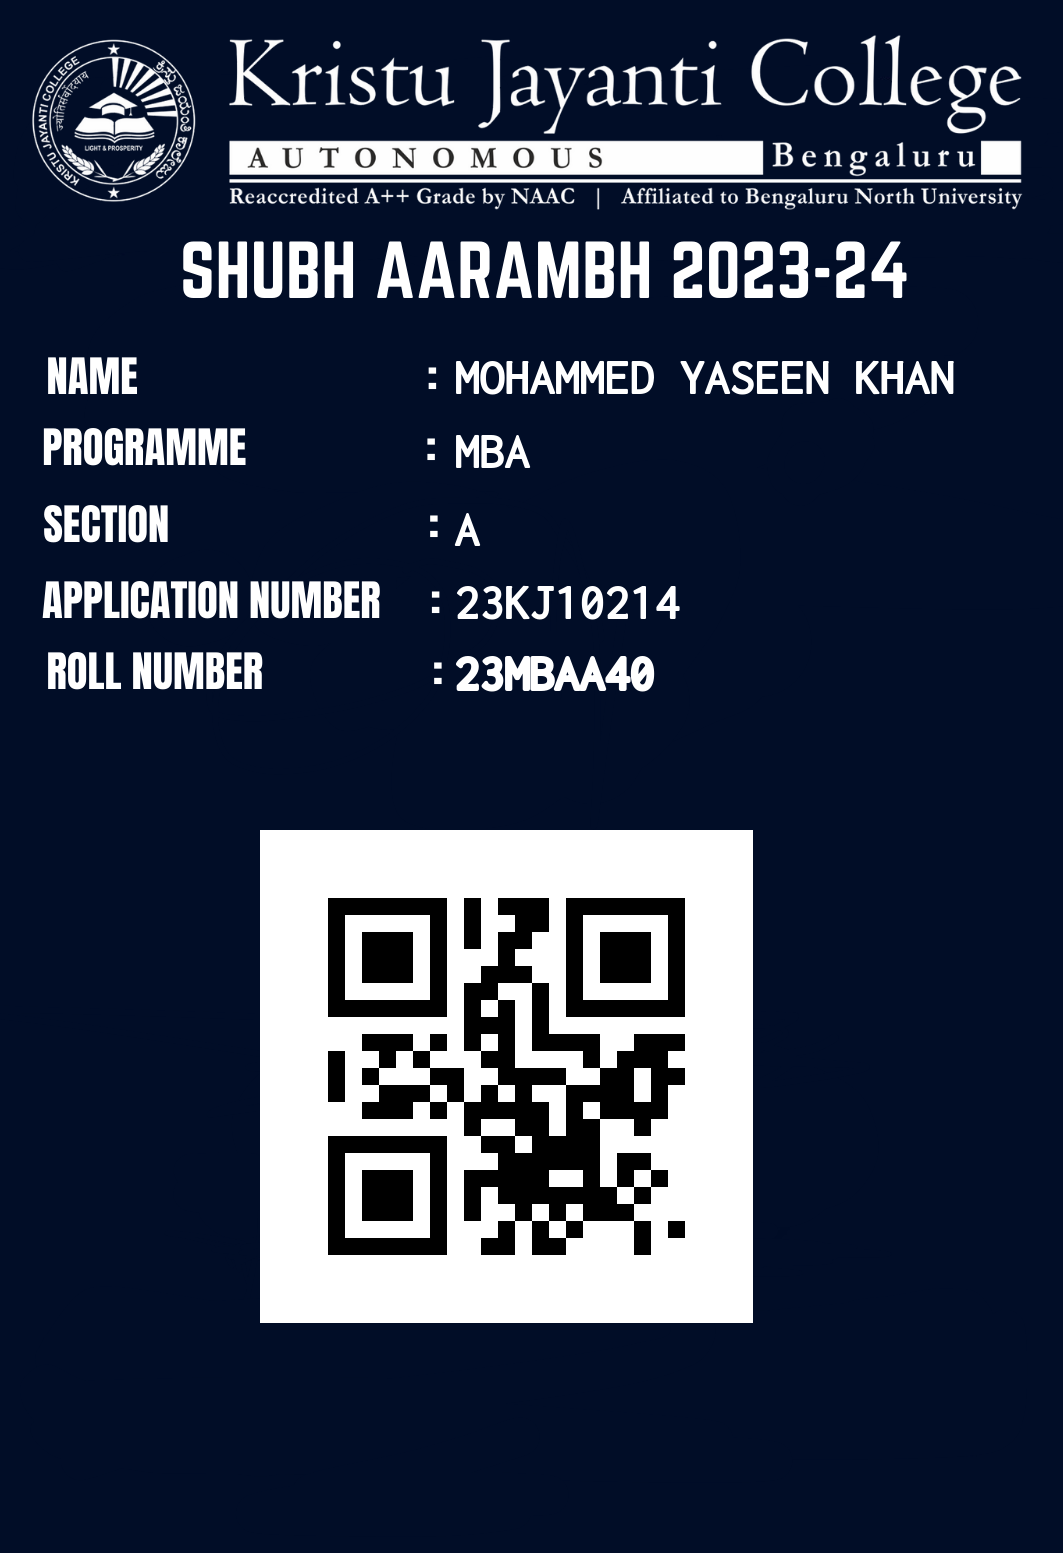 Kristu Jayanti College
AUTONOMOUS Bengaluru
Reaccredited A++ Grade by NAAC | Affiliated to Bengaluru North University
KRISTU JAYANTI COLLEGE
LIGHT & PROSPERITY
SHUBH AARAMBH 2023-24
NAME : MOHAMMED YASEEN KHAN
PROGRAMME : MBA
SECTION : A
APPLICATION NUMBER : 23KJ10214
ROLL NUMBER : 23MBAA40